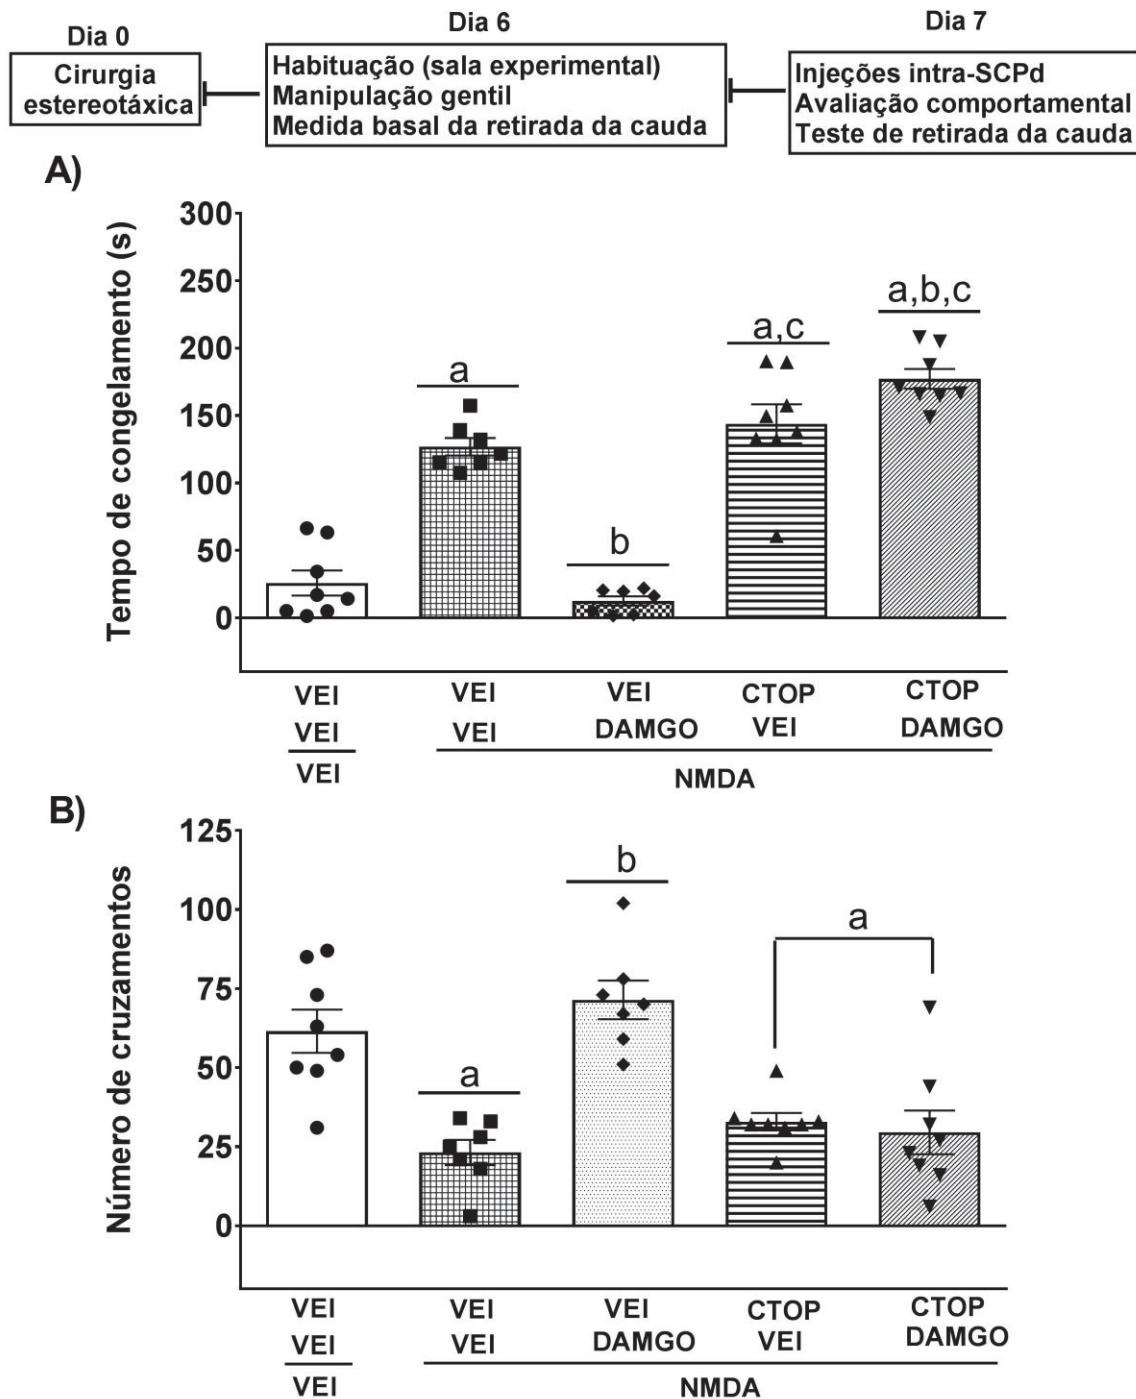 Dia 0
Cirurgia
estereotáxica
Dia 6
Habituação (sala experimental)
Manipulação gentil
Medida basal da retirada da cauda
Dia 7
Injeções intra-SCPd
Avaliação comportamental
Teste de retirada da cauda
A)
Tempo de congelamento (s)
300
250
200
150
100
50
0
a
b
a,c
a,b,c
VEI VEI VEI CTOP CTOP
VEI VEI DAMGO VEI DAMGO
VEI NMDA
B)
Número de cruzamentos
125
100
75
50
25
0
a
b
a
VEI VEI VEI CTOP CTOP
VEI VEI DAMGO VEI DAMGO
VEI NMDA